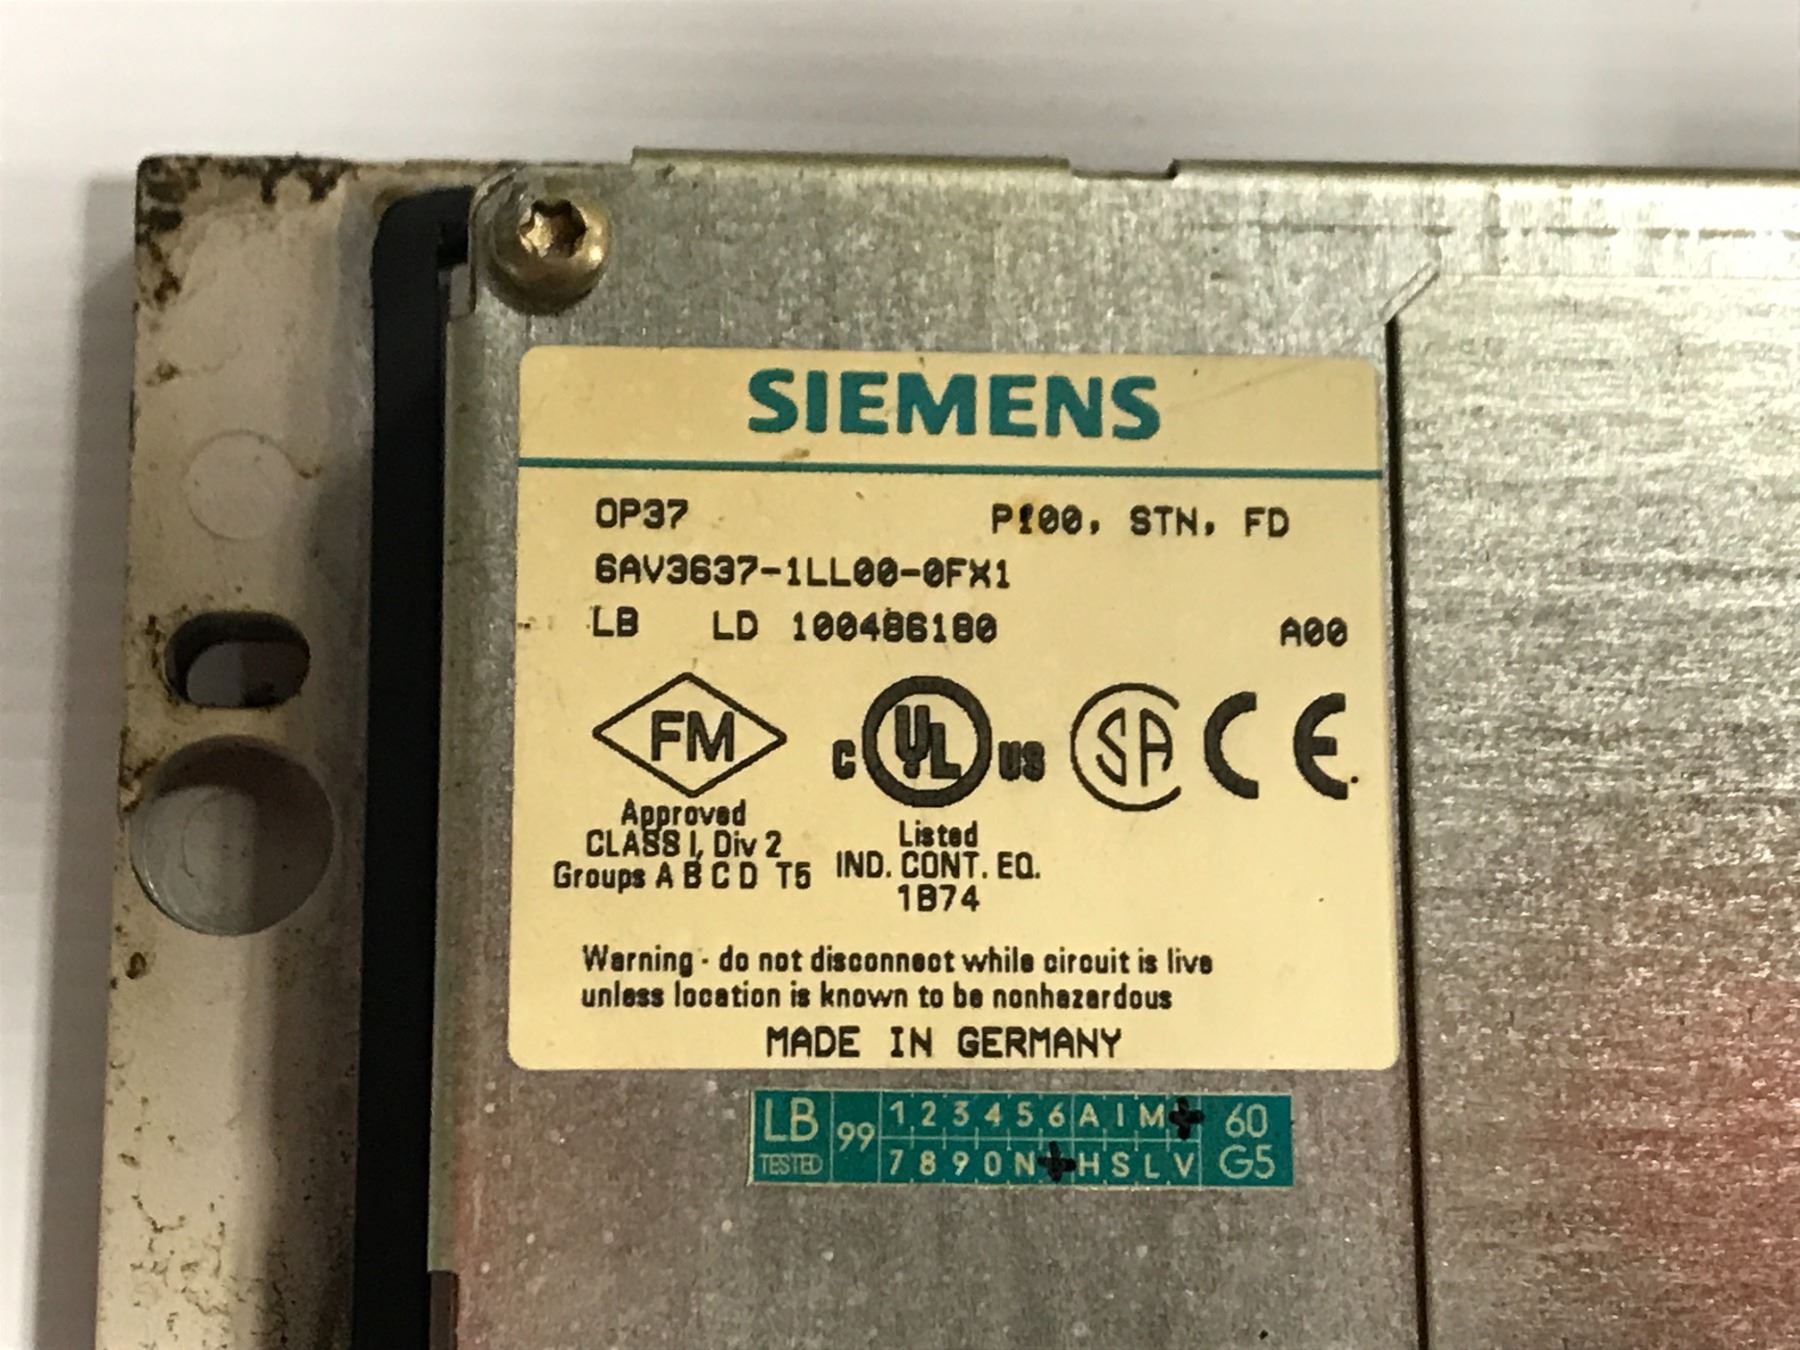 SIEMENS
OP37 P100, STN, FD
6AV3637-1LL00-0FX1
LB LD 100486180 A00
FM
Approved
CLASS I, Div 2
Groups A B C D T5
C UL US
Listed
IND. CONT. EQ.
1B74
SA CE
Warning - do not disconnect while circuit is live
unless location is known to be nonhazardous
MADE IN GERMANY
LB TESTED 99
1 2 3 4 5 6 A I M 60
7 8 9 0 N H S L V G5